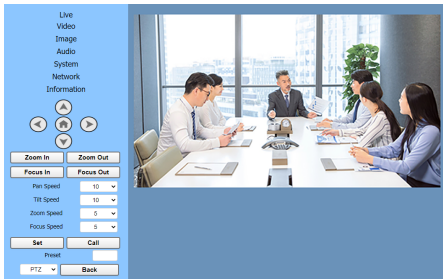 Live
Video
Image
Audio
System
Network
Information
Zoom In Zoom Out
Focus In Focus Out
Pan Speed 10
Tilt Speed 10
Zoom Speed 5
Focus Speed 5
Set Call
Preset
PTZ Back